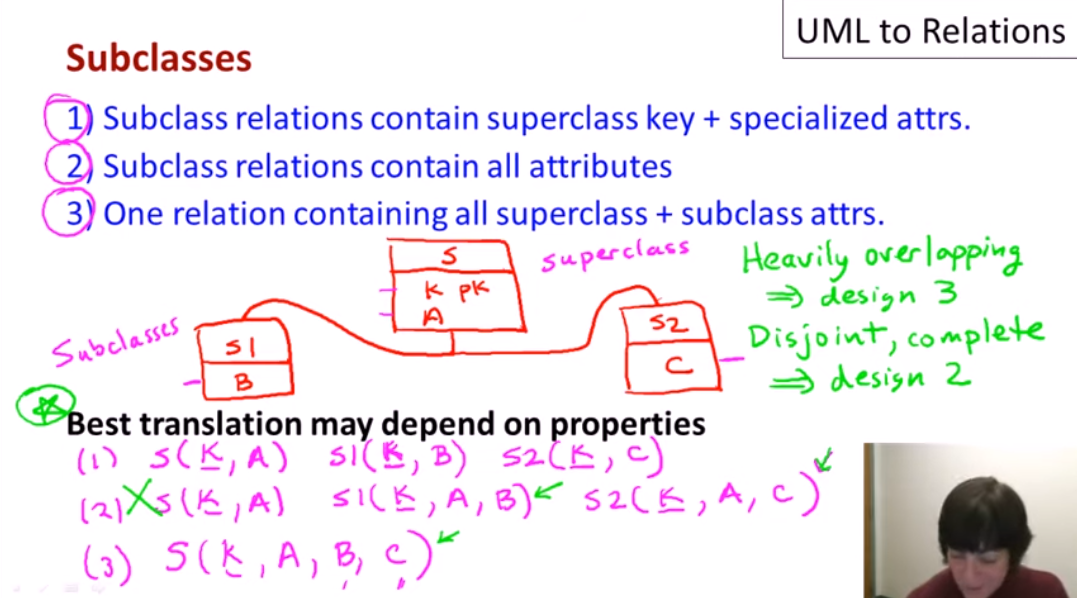 UML to Relations
Subclasses
1) Subclass relations contain superclass key + specialized attrs.
2) Subclass relations contain all attributes
3) One relation containing all superclass + subclass attrs.
S
K PK
A
superclass
Subclasses
S1
B
S2
C
Heavily overlapping
⇒ design 3
Disjoint, complete
⇒ design 2
Best translation may depend on properties
(1) S(K, A) S1(K, B) S2(K, C)
(2) S(K, A) S1(K, A, B) S2(K, A, C)
(3) S(K, A, B, C)